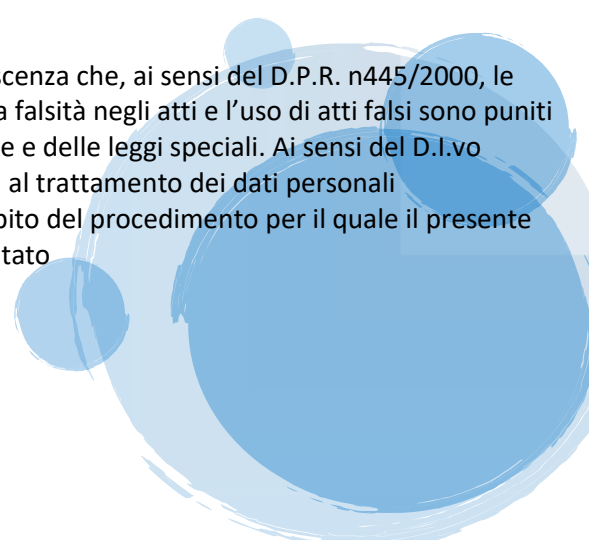 scenza che, ai sensi del D.P.R. n445/2000, le
a falsità negli atti e l’uso di atti falsi sono puniti
e e delle leggi speciali. Ai sensi del D.I.vo
al trattamento dei dati personali
bito del procedimento per il quale il presente
tato